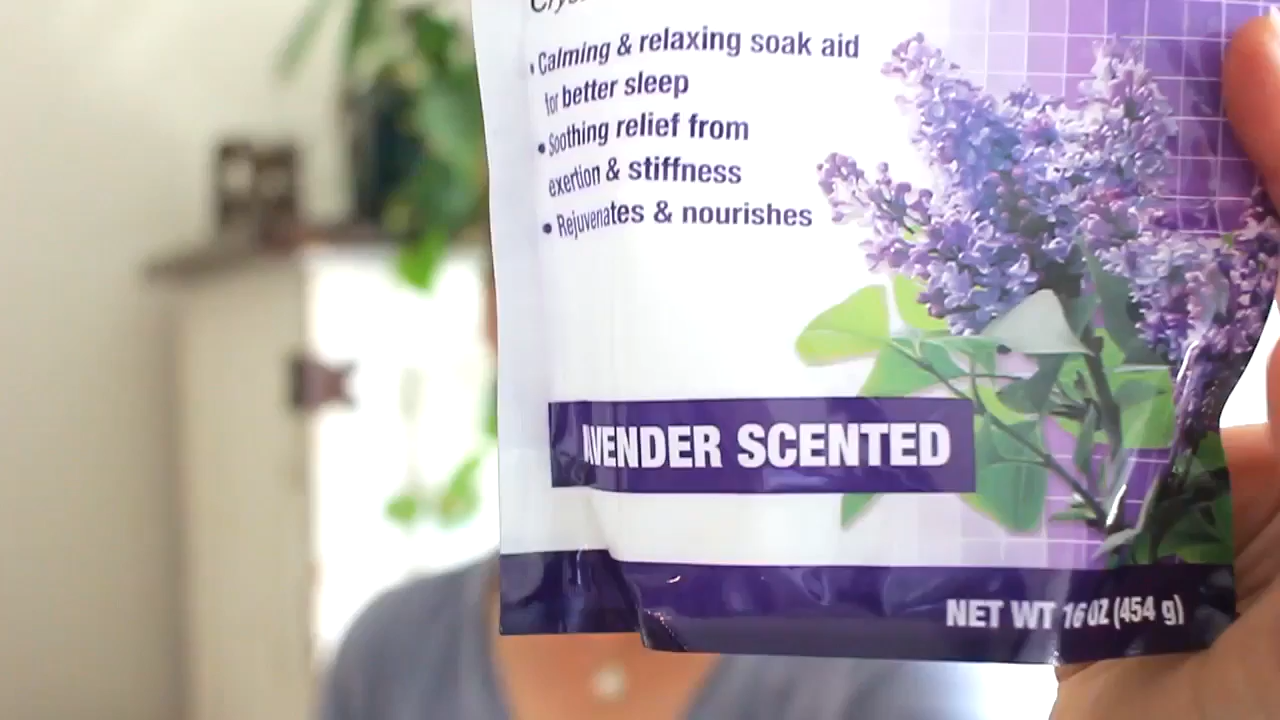 • Calming & relaxing soak aid
for better sleep
• Soothing relief from
exertion & stiffness
• Rejuvenates & nourishes
AVENDER SCENTED
NET WT 16 OZ (454 g)